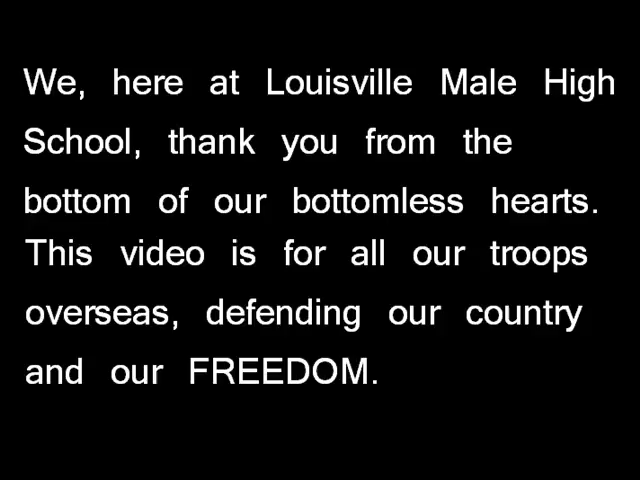 We, here at Louisville Male High
School, thank you from the
bottom of our bottomless hearts.
This video is for all our troops
overseas, defending our country
and our FREEDOM.